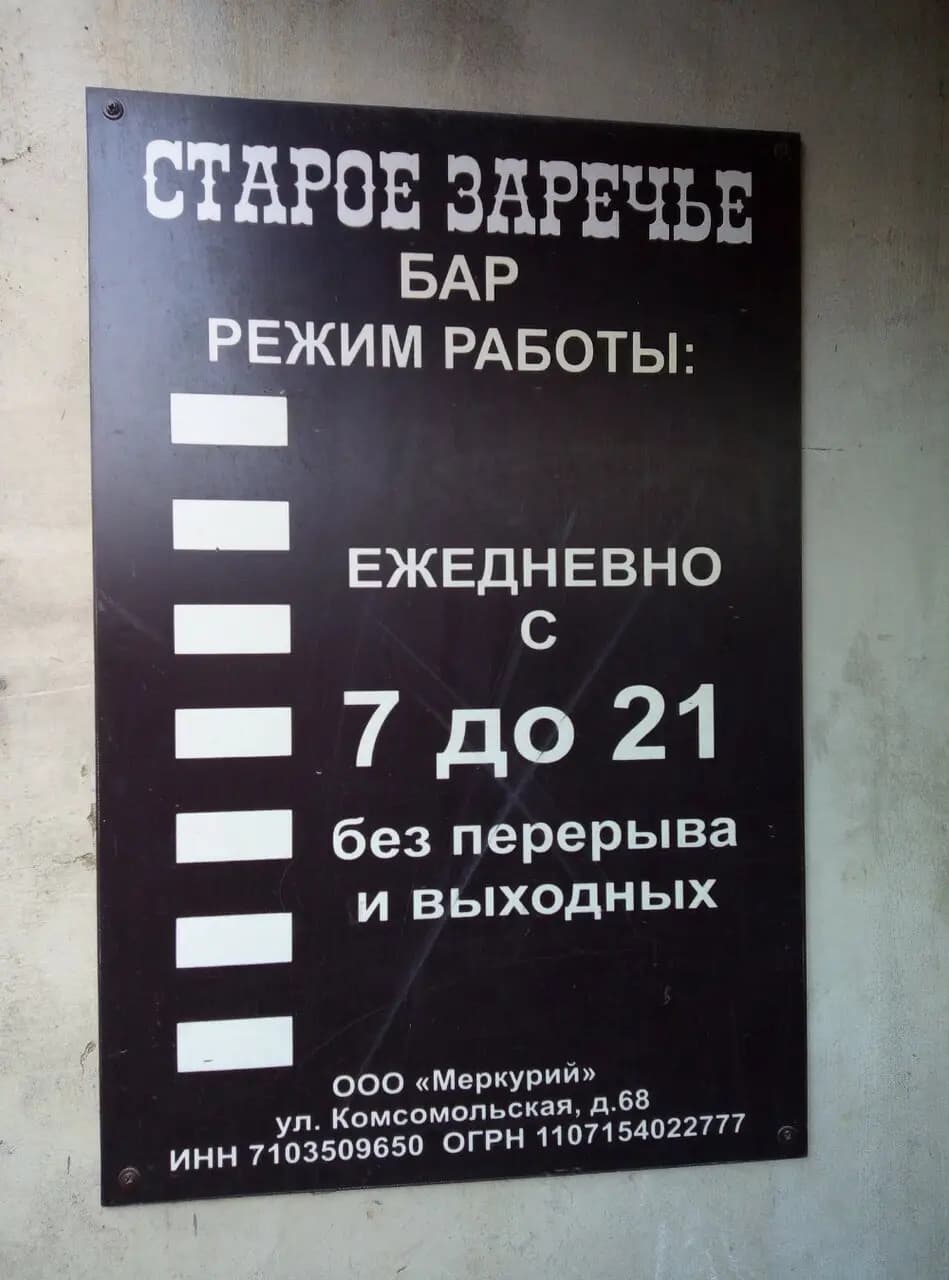 СТАРОЕ ЗАРЕЧЬЕ
БАР
РЕЖИМ РАБОТЫ:
ЕЖЕДНЕВНО
С
7 до 21
без перерыва
и выходных
ООО «Меркурий»
ул. Комсомольская, д.68
ИНН 7103509650 ОГРН 1107154022777